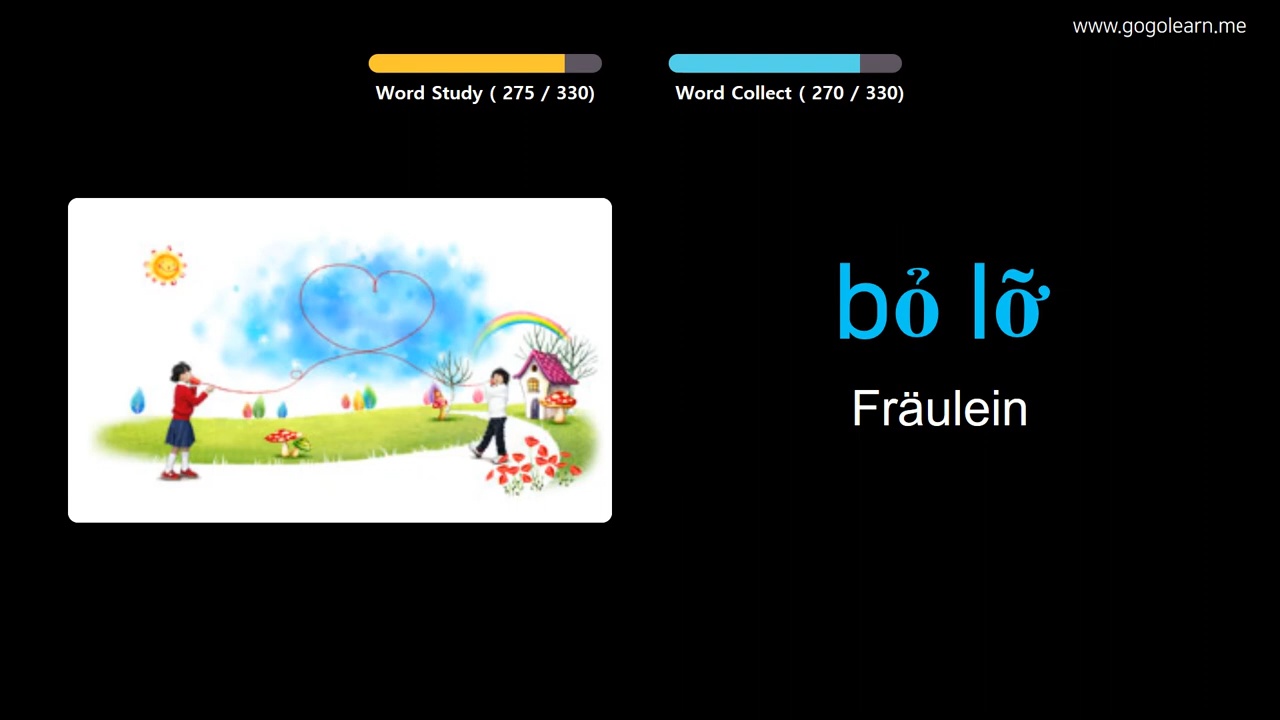 www.gogolearn.me
Word Study ( 275 / 330)
Word Collect ( 270 / 330)
bỏ lỡ
Fräulein